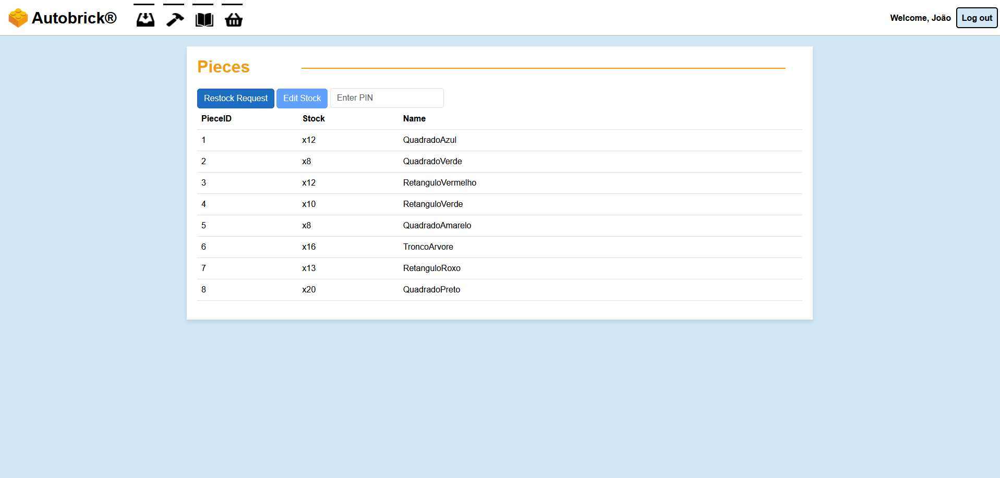 Autobrick®
Welcome, João Log out
Pieces
Restock Request Edit Stock Enter PIN
PieceID Stock Name
1 x12 QuadradoAzul
2 x8 QuadradoVerde
3 x12 RetanguloVermelho
4 x10 RetanguloVerde
5 x8 QuadradoAmarelo
6 x16 TroncoArvore
7 x13 RetanguloRoxo
8 x20 QuadradoPreto